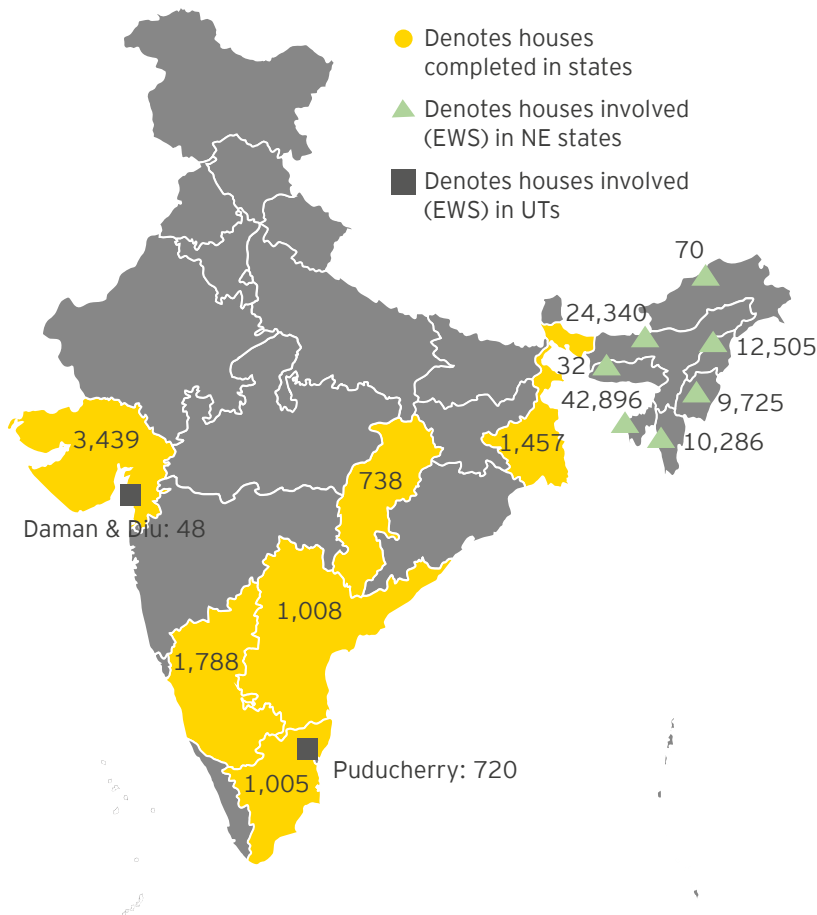 Denotes houses
completed in states
Denotes houses involved
(EWS) in NE states
Denotes houses involved
(EWS) in UTs
70
24,340
12,505
32
42,896
9,725
10,286
3,439
1,457
738
Daman & Diu: 48
1,008
1,788
Puducherry: 720
1,005